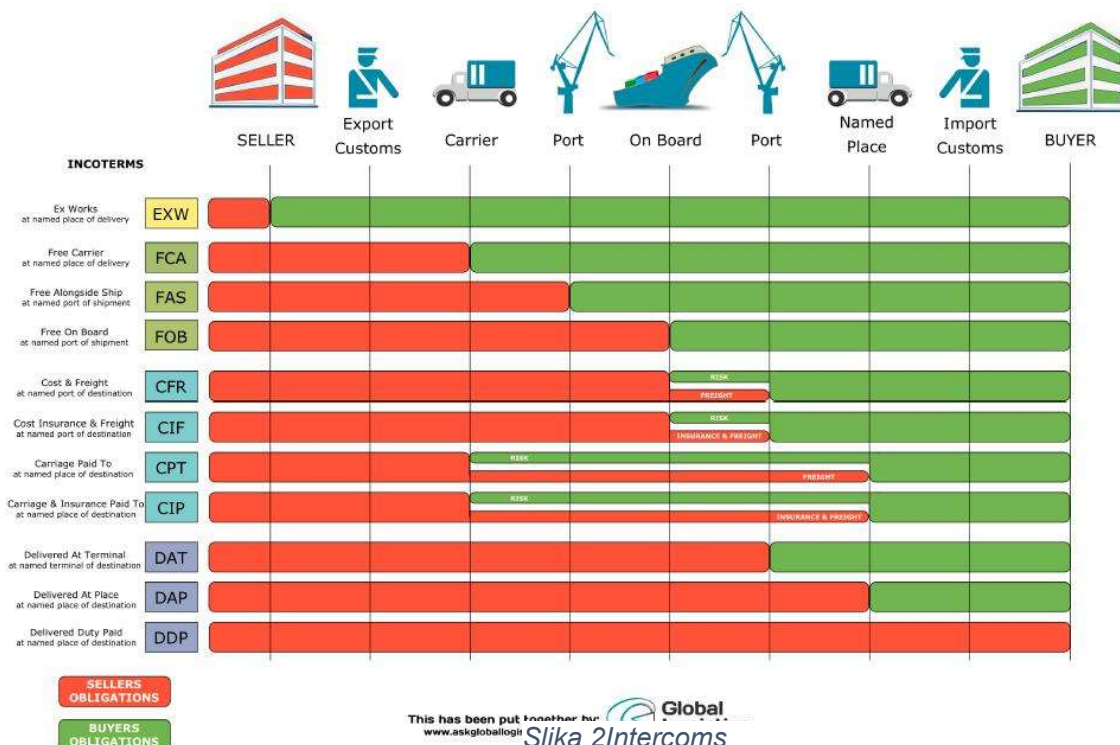 SELLER
Export
Customs
Carrier
Port
On Board
Port
Named
Place
Import
Customs
BUYER
INCOTERMS
Ex Works
at named place of delivery
EXW
Free Carrier
at named place of delivery
FCA
Free Alongside Ship
at named port of shipment
FAS
Free On Board
at named port of shipment
FOB
Cost & Freight
at named port of destination
CFR
RISK
FREIGHT
Cost Insurance & Freight
at named port of destination
CIF
RISK
INSURANCE & FREIGHT
Carriage Paid To
at named place of destination
CPT
RISK
FREIGHT
Carriage & Insurance Paid To
at named place of destination
CIP
RISK
INSURANCE & FREIGHT
Delivered At Terminal
at named terminal of destination
DAT
Delivered At Place
at named place of destination
DAP
Delivered Duty Paid
at named place of destination
DDP
SELLERS
OBLIGATIONS
BUYERS
OBLIGATIONS
This has been put together by:
www.askgloballogis
Global
Slika 2Intercoms